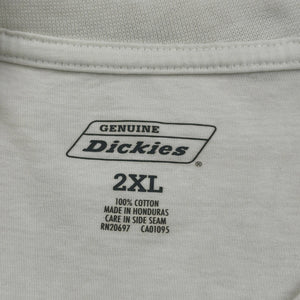 GENUINE
Dickies®
2XL
100% COTTON
MADE IN HONDURAS
CARE IN SIDE SEAM
RN20697 CA01095